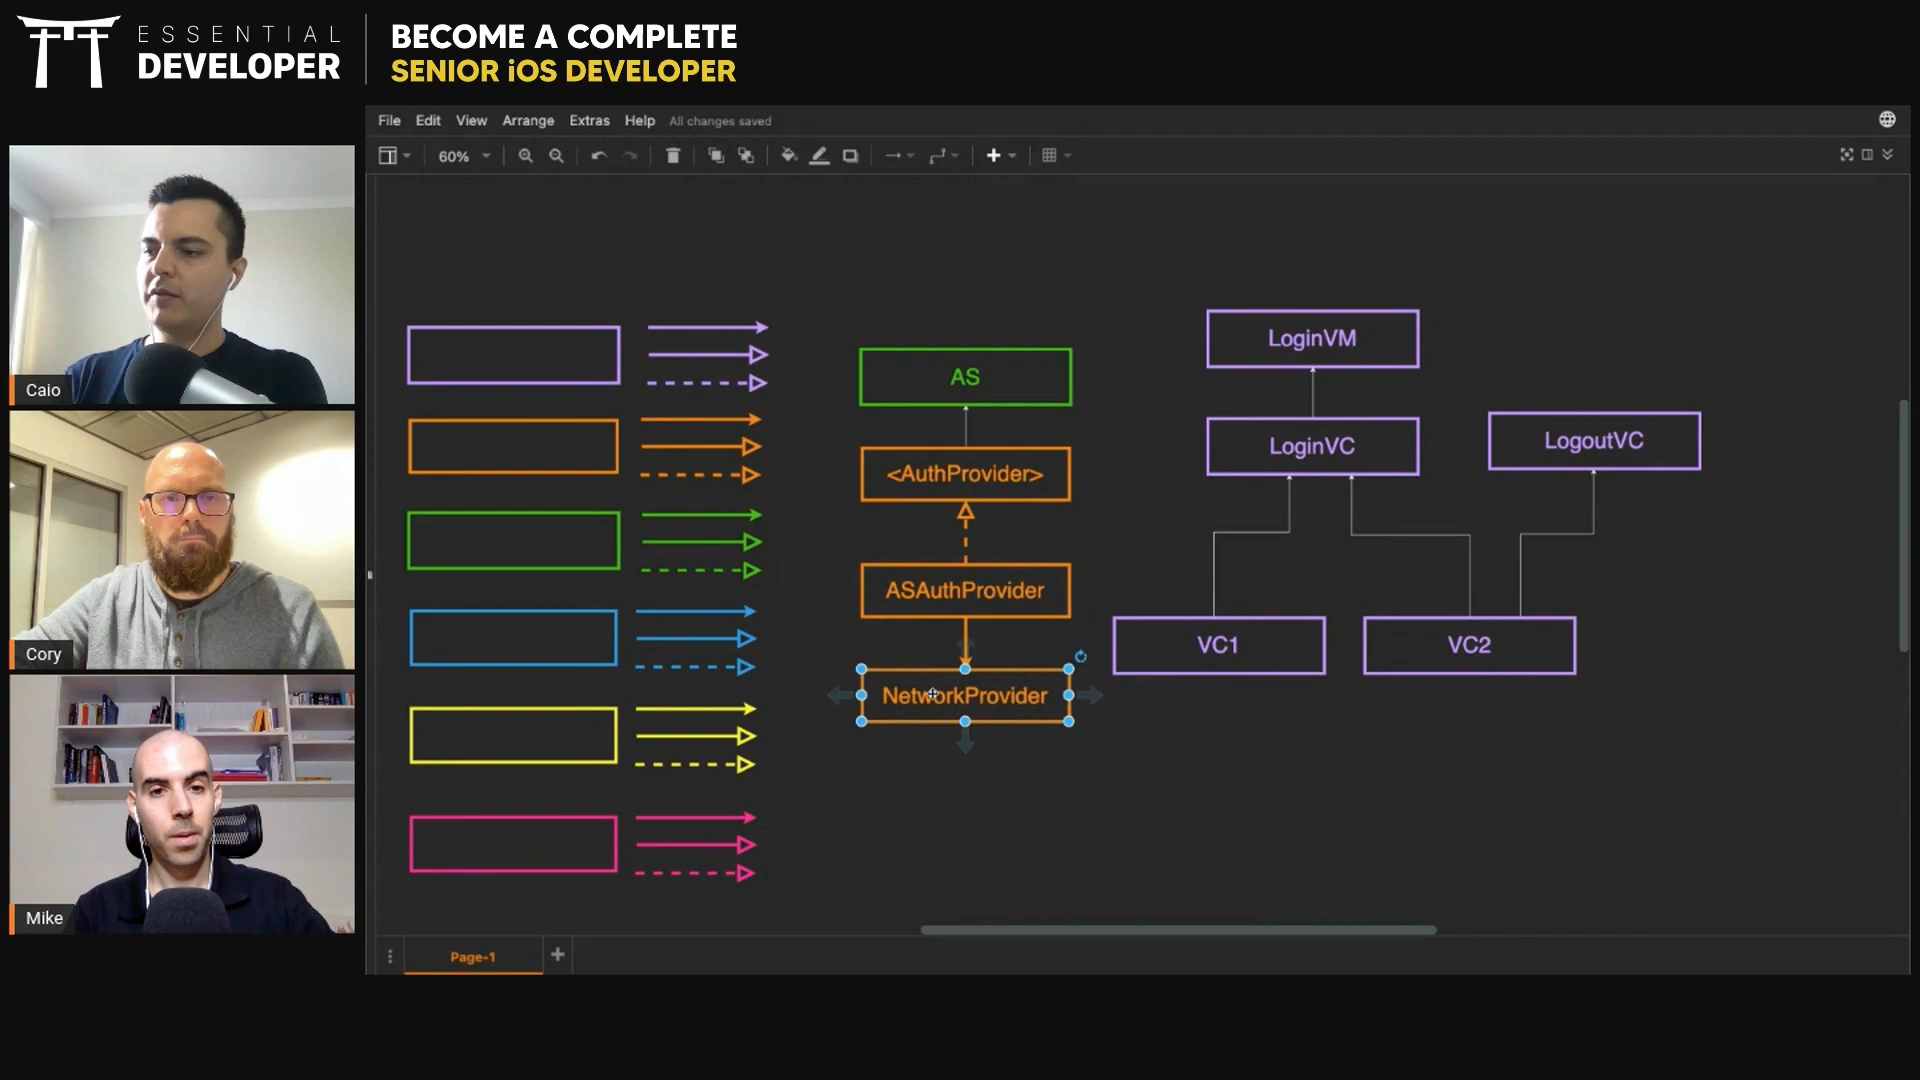 ESSENTIAL
DEVELOPER
BECOME A COMPLETE
SENIOR iOS DEVELOPER
File Edit View Arrange Extras Help All changes saved
60%
Caio
Cory
Mike
AS
<AuthProvider>
ASAuthProvider
NetworkProvider
LoginVM
LoginVC
LogoutVC
VC1
VC2
Page-1